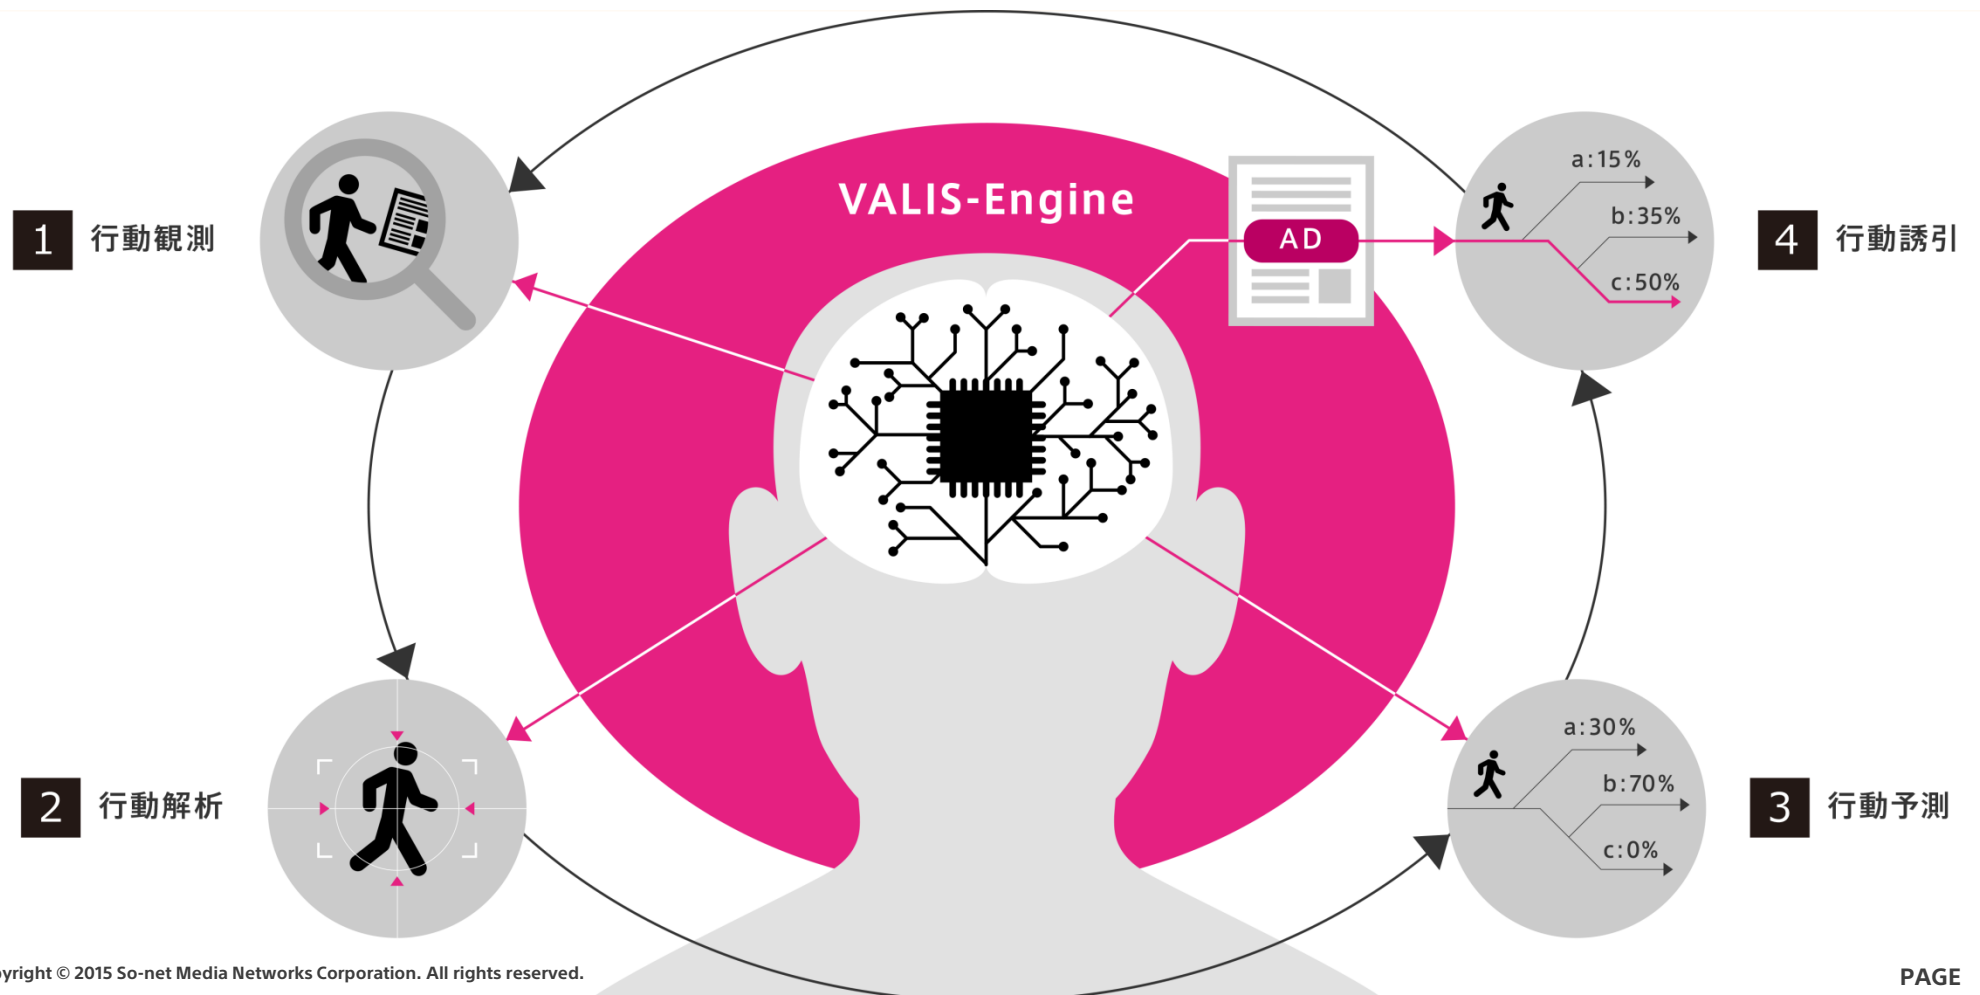 VALIS-Engine
1 行動観測
AD
a:15%
b:35%
c:50%
4 行動誘引
2 行動解析
a:30%
b:70%
c:0%
3 行動予測
pyright © 2015 So-net Media Networks Corporation. All rights reserved.
PAGE